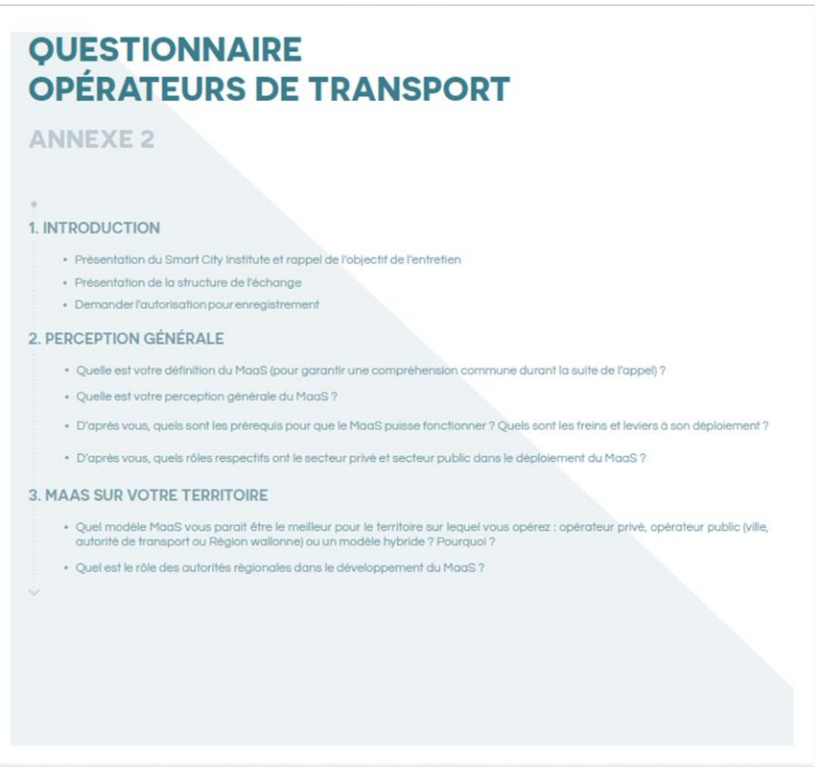 QUESTIONNAIRE
OPÉRATEURS DE TRANSPORT
ANNEXE 2
1. INTRODUCTION
• Présentation du Smart City Institute et rappel de l'objectif de l'entretien
• Présentation de la structure de l'échange
• Demander l'autorisation pour enregistrement
2. PERCEPTION GÉNÉRALE
• Quelle est votre définition du MaaS (pour garantir une compréhension commune durant la suite de l'appel) ?
• Quelle est votre perception générale du MaaS ?
• D'après vous, quels sont les prérequis pour que le MaaS puisse fonctionner ? Quels sont les freins et leviers à son déploiement ?
• D'après vous, quels rôles respectifs ont le secteur privé et secteur public dans le déploiement du MaaS ?
3. MAAS SUR VOTRE TERRITOIRE
• Quel modèle MaaS vous parait être le meilleur pour le territoire sur lequel vous opérez : opérateur privé, opérateur public (ville,
autorité de transport ou Région wallonne) ou un modèle hybride ? Pourquoi ?
• Quel est le rôle des autorités régionales dans le développement du MaaS ?